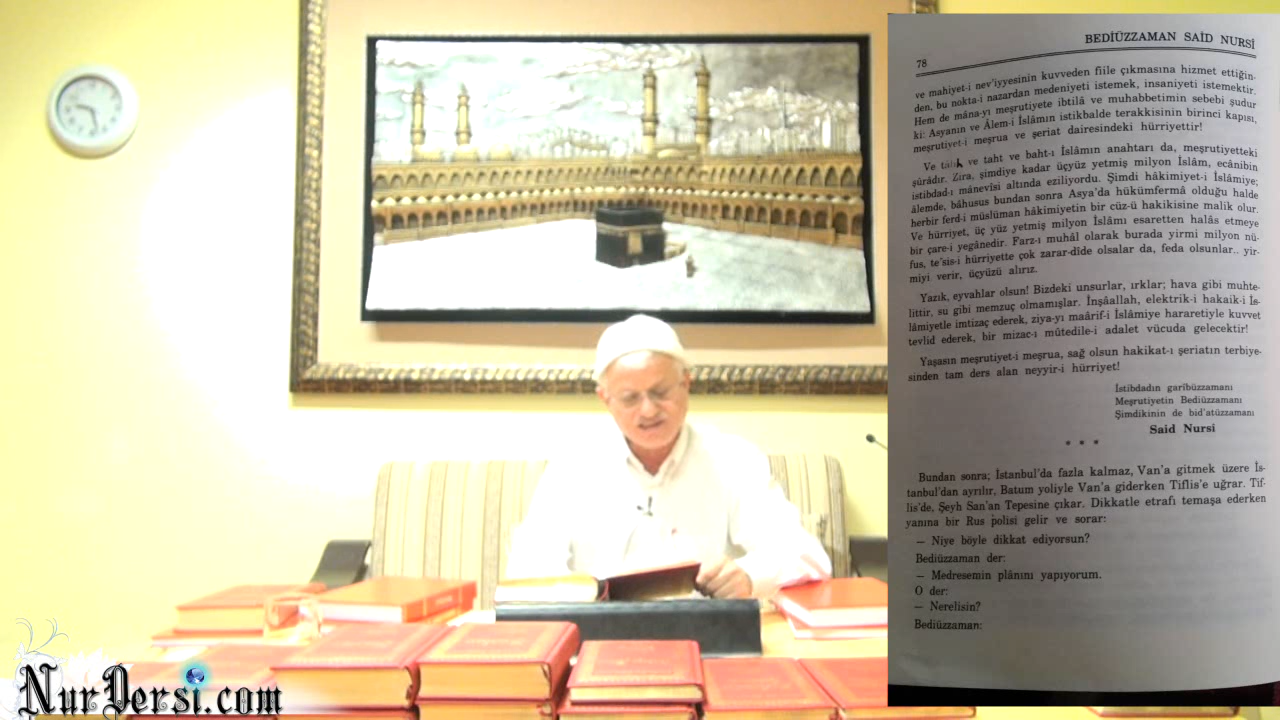 BEDİÜZZAMAN SAİD NURSÎ
78
ve mahiyet-i nev'iyyesinin kuvveden fiile çıkmasına hizmet ettiğin-
den, bu nokta-i nazardan medeniyeti istemek, insaniyeti istemektir.
Hem de mâna-yı meşrutiyete ibtilâ ve muhabbetimin sebebi şudur
ki: Asyanın ve Âlem-i İslâmın istikbalde terakkisinin birinci kapısı,
meşrutiyet-i meşrua ve şeriat dairesindeki hürriyettir!
Ve ve taht ve baht-ı İslâmın anahtarı da, meşrutiyetteki
şûrâdır. Zira, şimdiye kadar üçyüz yetmiş milyon İslâm, ecânibin
istibdad-ı mânevîsi altında eziliyordu. Şimdi hâkimiyet-i İslâmiye;
âlemde, bâhusus bundan sonra Asya'da hükümfermâ olduğu halde
herbir ferd-i müslüman hâkimiyetin bir cüz-ü hakikisine malik olur.
Ve hürriyet, üç yüz yetmiş milyon İslâmı esaretten halâs etmeye
bir çare-i yegânedir. Farz-ı muhâl olarak burada yirmi milyon nü-
fus, te'sis-i hürriyette çok zarar-dîde olsalar da, feda olsunlar.. yir-
miyi verir, üçyüzü alırız.
Yazık, eyvahlar olsun! Bizdeki unsurlar, ırklar; hava gibi muhte-
littir, su gibi memzuç olmamışlar. İnşâallah, elektrik-i hakaik-i İs-
lâmiyetle imtizaç ederek, ziya-yı maârif-i İslâmiye hararetiyle kuvvet
tevlid ederek, bir mizac-ı mûtedile-i adalet vücuda gelecektir!
Yaşasın meşrutiyet-i meşrua, sağ olsun hakikat-ı şeriatın terbiye-
sinden tam ders alan neyyir-i hürriyet!
İstibdadın garîbüzzamanı
Meşrutiyetin Bediüzzamanı
Şimdikinin de bid'atüzzamanı
Said Nursî
* * *
Bundan sonra; İstanbul'da fazla kalmaz, Van'a gitmek üzere İs-
tanbul'dan ayrılır, Batum yoliyle Van'a giderken Tiflis'e uğrar. Tif-
lis'de, Şeyh San'an Tepesine çıkar. Dikkatle etrafı temaşa ederken
yanına bir Rus polisi gelir ve sorar:
— Niye böyle dikkat ediyorsun?
Bediüzzaman der:
— Medresemin plânını yapıyorum.
O der:
— Nerelisin?
Bediüzzaman:
NurDersi.com